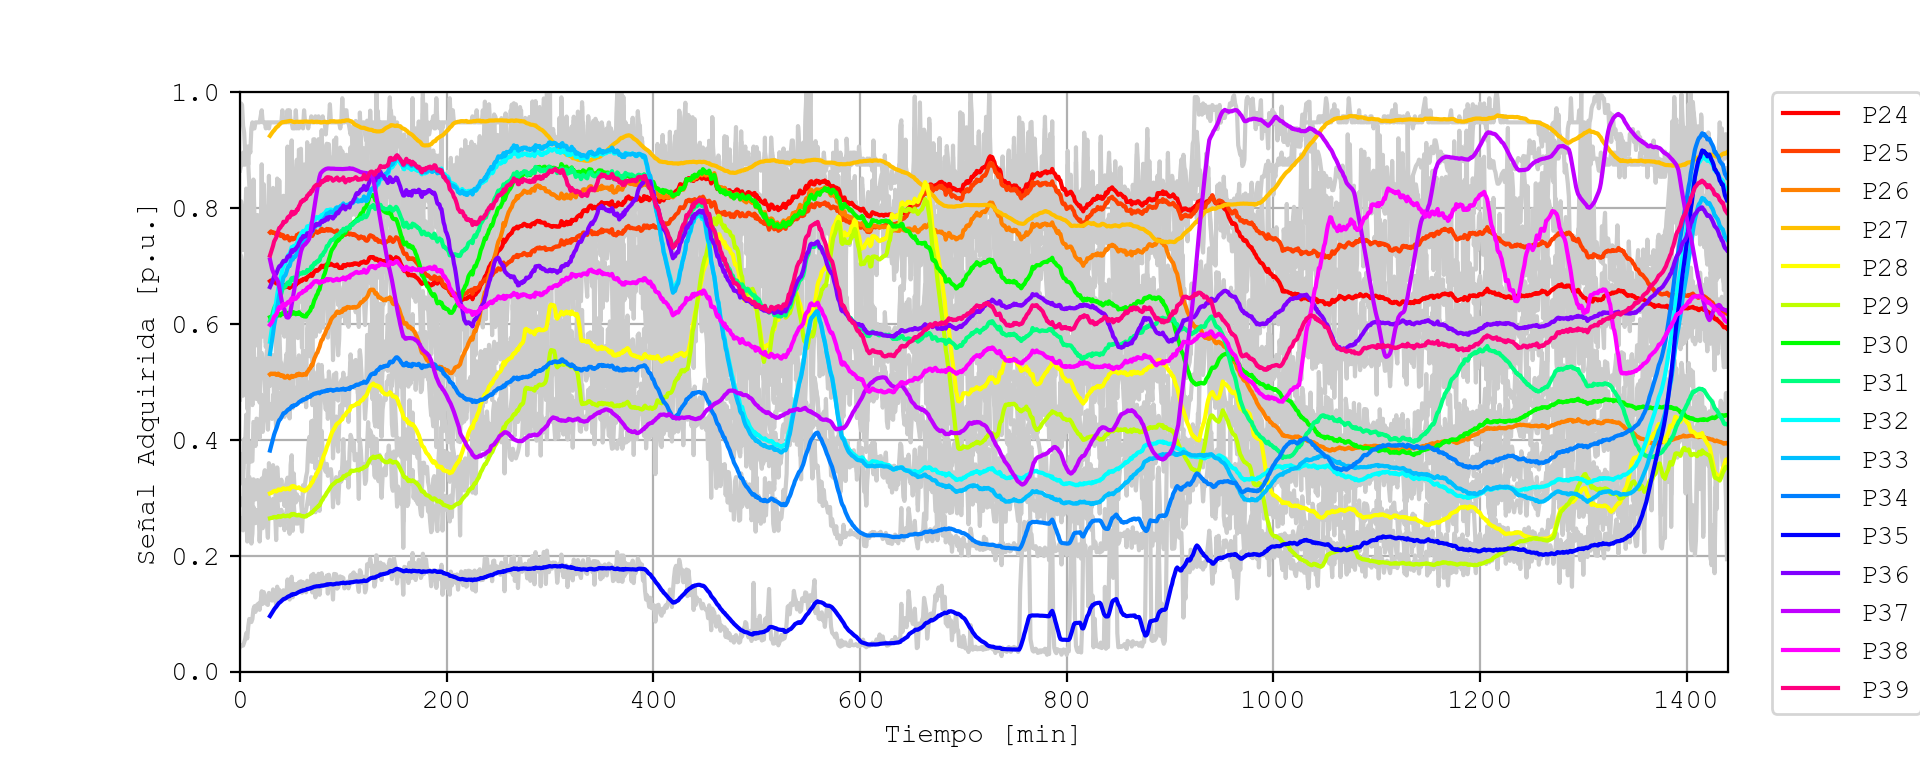 1.0
0.8
0.6
0.4
0.2
0.0
Señal Adquirida [p.u.]
0 200 400 600 800 1000 1200 1400
Tiempo [min]
P24
P25
P26
P27
P28
P29
P30
P31
P32
P33
P34
P35
P36
P37
P38
P39